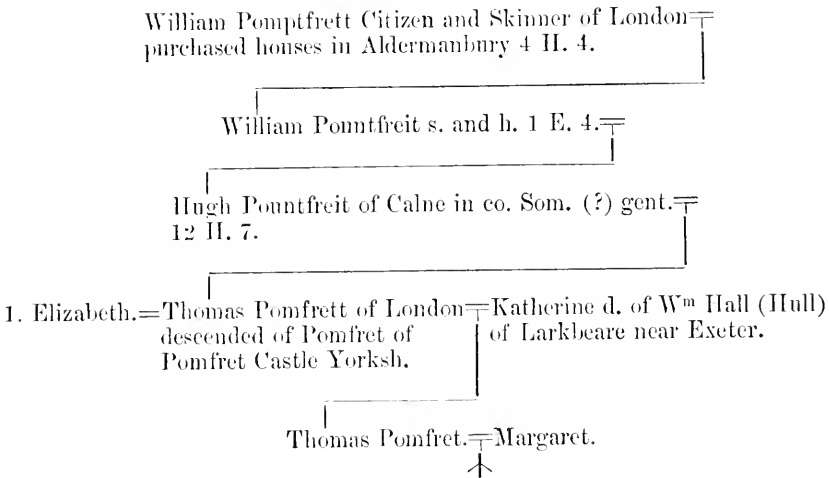 William Pomptfrett Citizen and Skinner of London
purchased houses in Aldermanbury 4 H. 4.
William Pountfreit s. and h. 1 E. 4.
Hugh Pountfreit of Calne in co. Som. (?) gent.
12 H. 7.
1. Elizabeth.=Thomas Pomfrett of London=Katherine d. of Wᵐ Hall (Hull)
descended of Pomfret of of Larkbeare near Exeter.
Pomfret Castle Yorksh.
Thomas Pomfret.=Margaret.